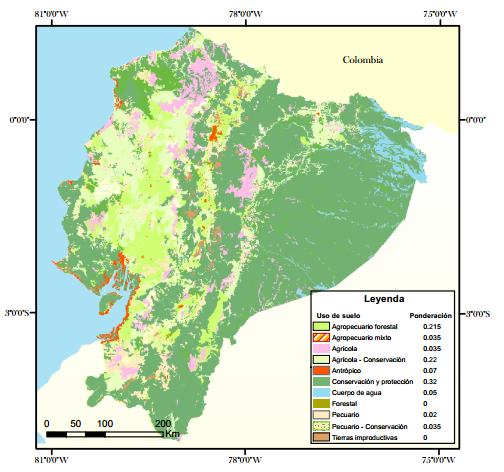 81°0'0"W 78°0'0"W 75°0'0"W
Colombia
0°0'0" 0°0'0"
3°0'0"S 3°0'0"S
Leyenda
Uso de suelo Ponderación
Agropecuario forestal 0.215
Agropecuario mixto 0.035
Agrícola 0.035
Agrícola - Conservación 0.22
Antrópico 0.07
Conservación y protección 0.32
Cuerpo de agua 0.05
Forestal 0
Pecuario 0.02
Pecuario - Conservación 0.035
Tierras improductivas 0
0 50 100 200
Km
81°0'0"W 78°0'0"W 75°0'0"W